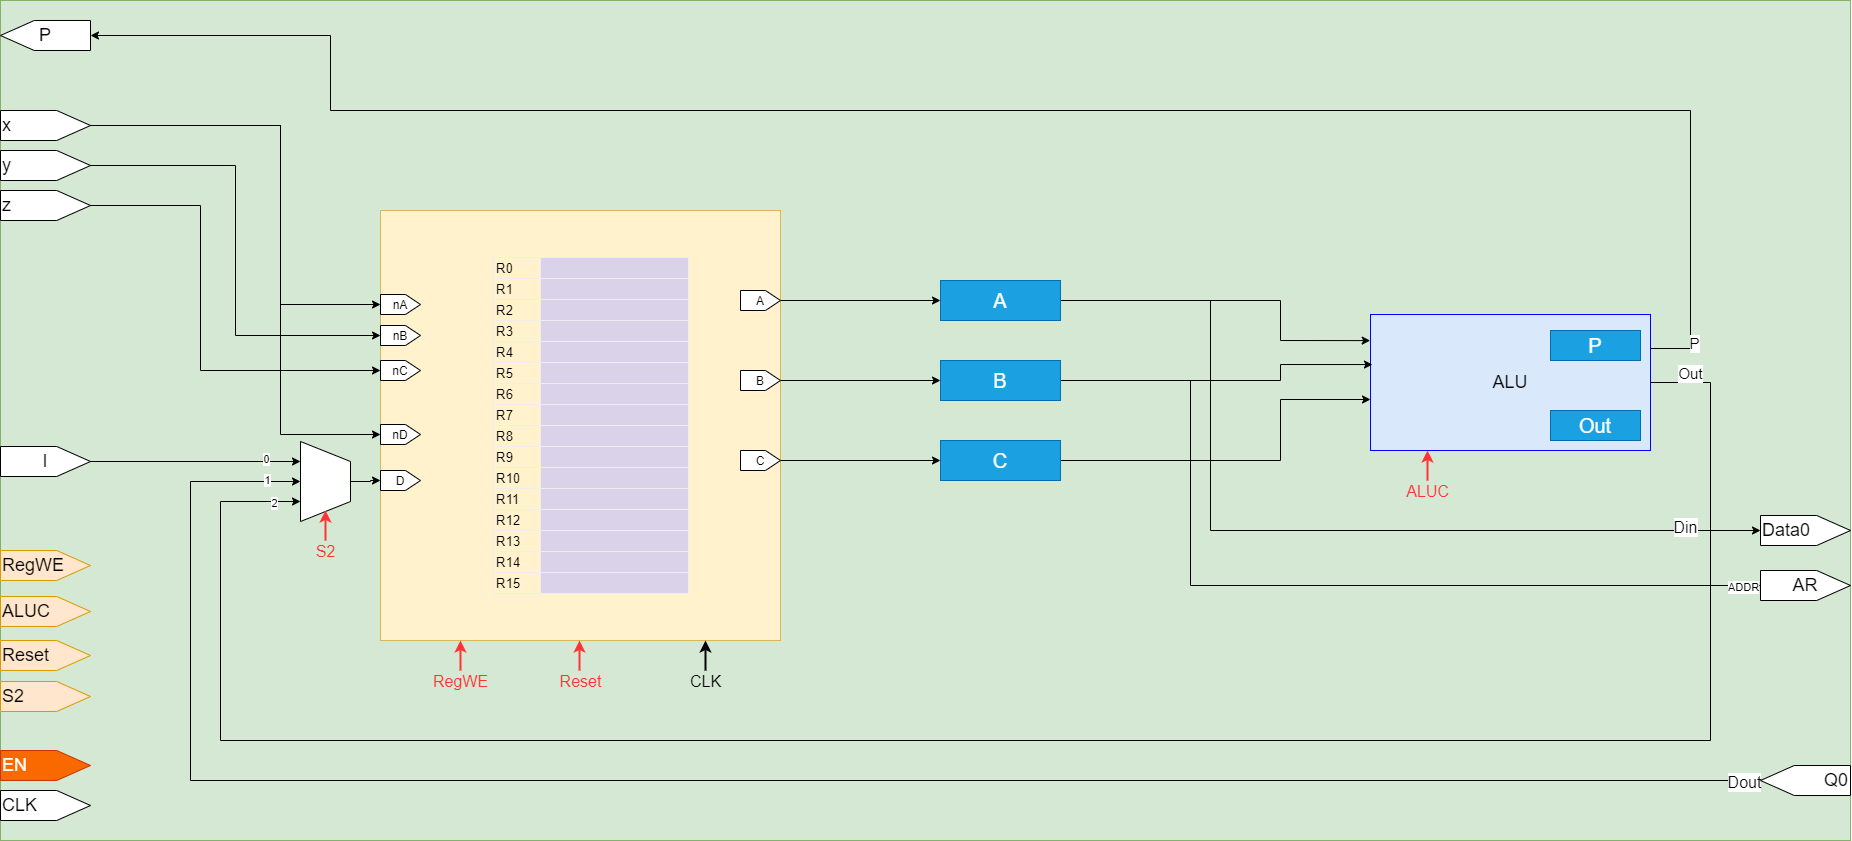 P
x
y
z
I
RegWE
ALUC
Reset
S2
EN
CLK
0
1
2
S2
nA
nB
nC
nD
D
R0
R1
R2
R3
R4
R5
R6
R7
R8
R9
R10
R11
R12
R13
R14
R15
A
B
C
RegWE
Reset
CLK
A
B
C
ALU
P
Out
ALUC
P
Out
Din
Data0
ADDR
AR
Dout
Q0